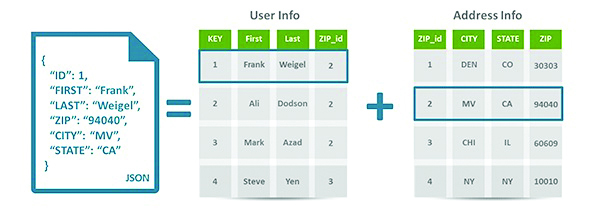 {
"ID": 1,
"FIRST": “Frank”,
"LAST": “Weigel”,
"ZIP": “94040”,
"CITY": “MV”,
"STATE": “CA”
}
JSON
=
User Info
KEY First Last ZIP_id
1 Frank Weigel 2
2 Ali Dodson 2
3 Mark Azad 2
4 Steve Yen 3
+
Address Info
ZIP_id CITY STATE ZIP
1 DEN CO 30303
2 MV CA 94040
3 CHI IL 60609
4 NY NY 10010